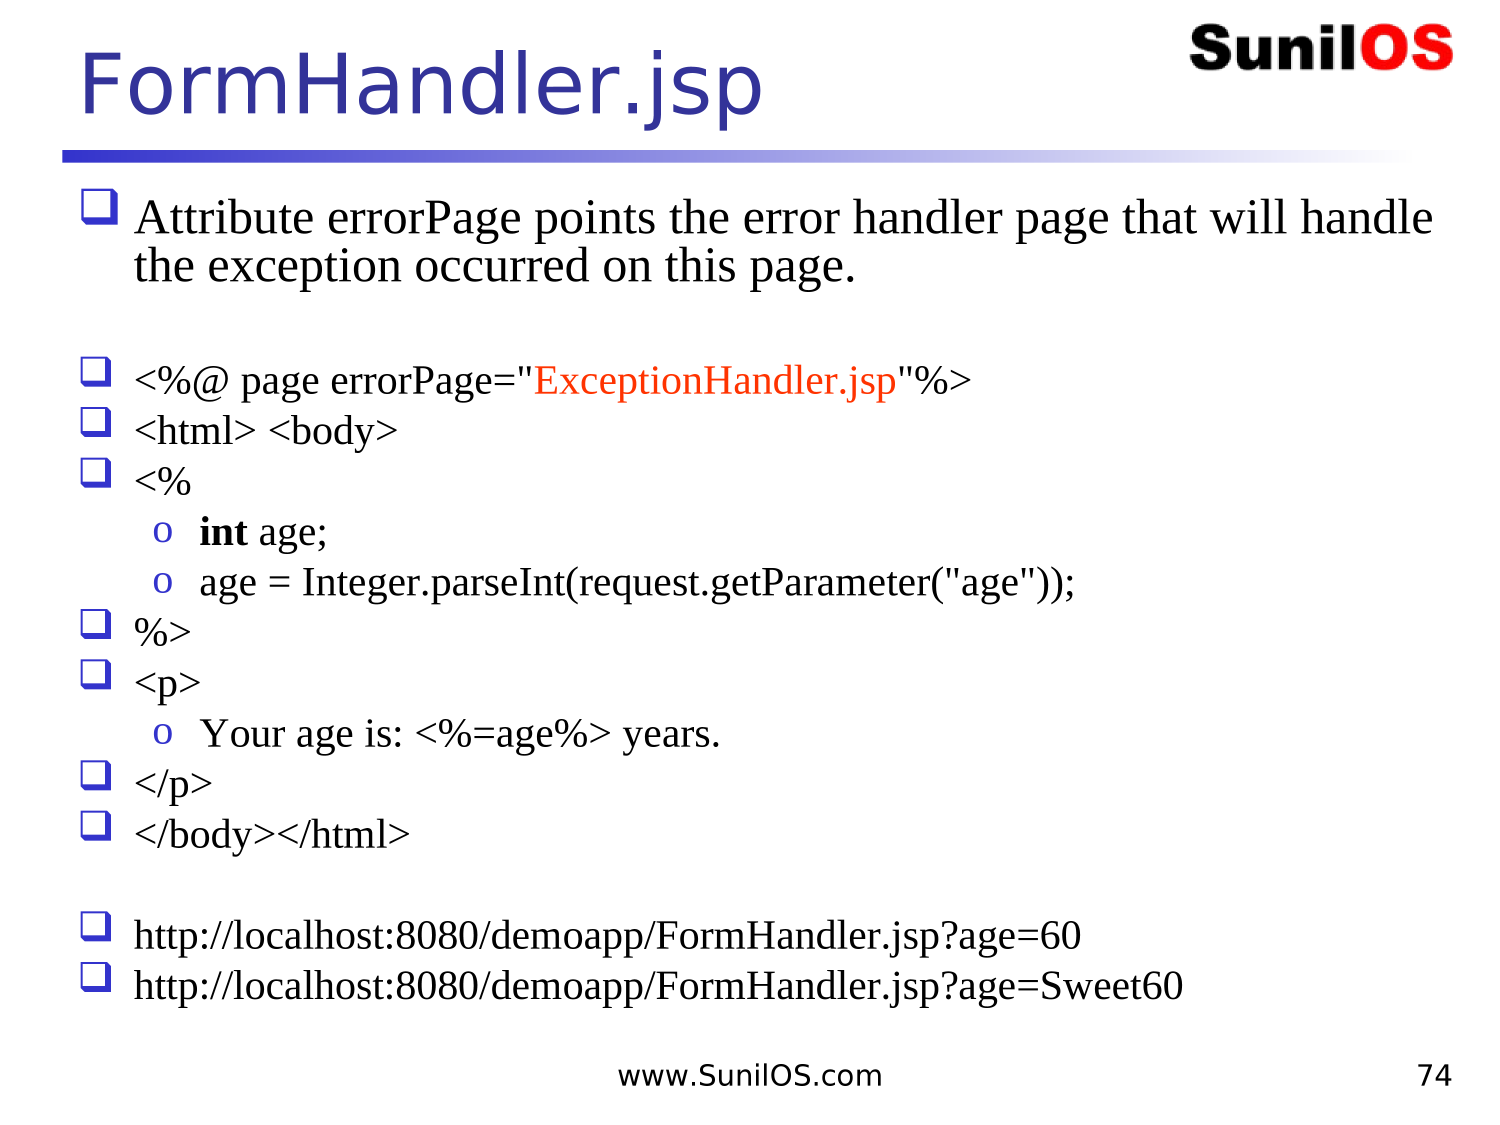 FormHandler.jsp
SunilOS
Attribute errorPage points the error handler page that will handle
the exception occurred on this page.
<%@ page errorPage="ExceptionHandler.jsp"%>
<html> <body>
<%
o int age;
o age = Integer.parseInt(request.getParameter("age"));
%>
<p>
o Your age is: <%=age%> years.
</p>
</body></html>
http://localhost:8080/demoapp/FormHandler.jsp?age=60
http://localhost:8080/demoapp/FormHandler.jsp?age=Sweet60
www.SunilOS.com
74